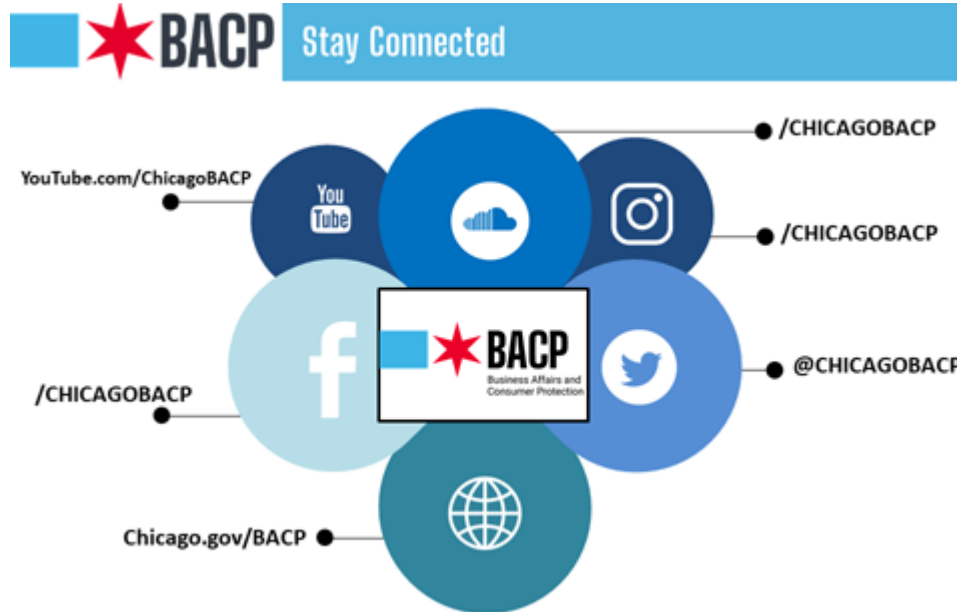 BACP
Stay Connected
/CHICAGOBACP
YouTube.com/ChicagoBACP
You
Tube
/CHICAGOBACP
BACP
Business Affairs and
Consumer Protection
@CHICAGOBACP
/CHICAGOBACP
Chicago.gov/BACP